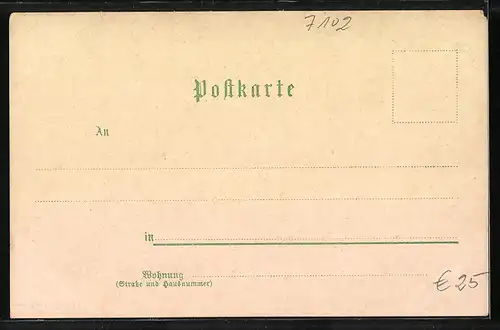 7102
Postkarte
An
in
Wohnung
(Straße und Hausnummer)
€ 25